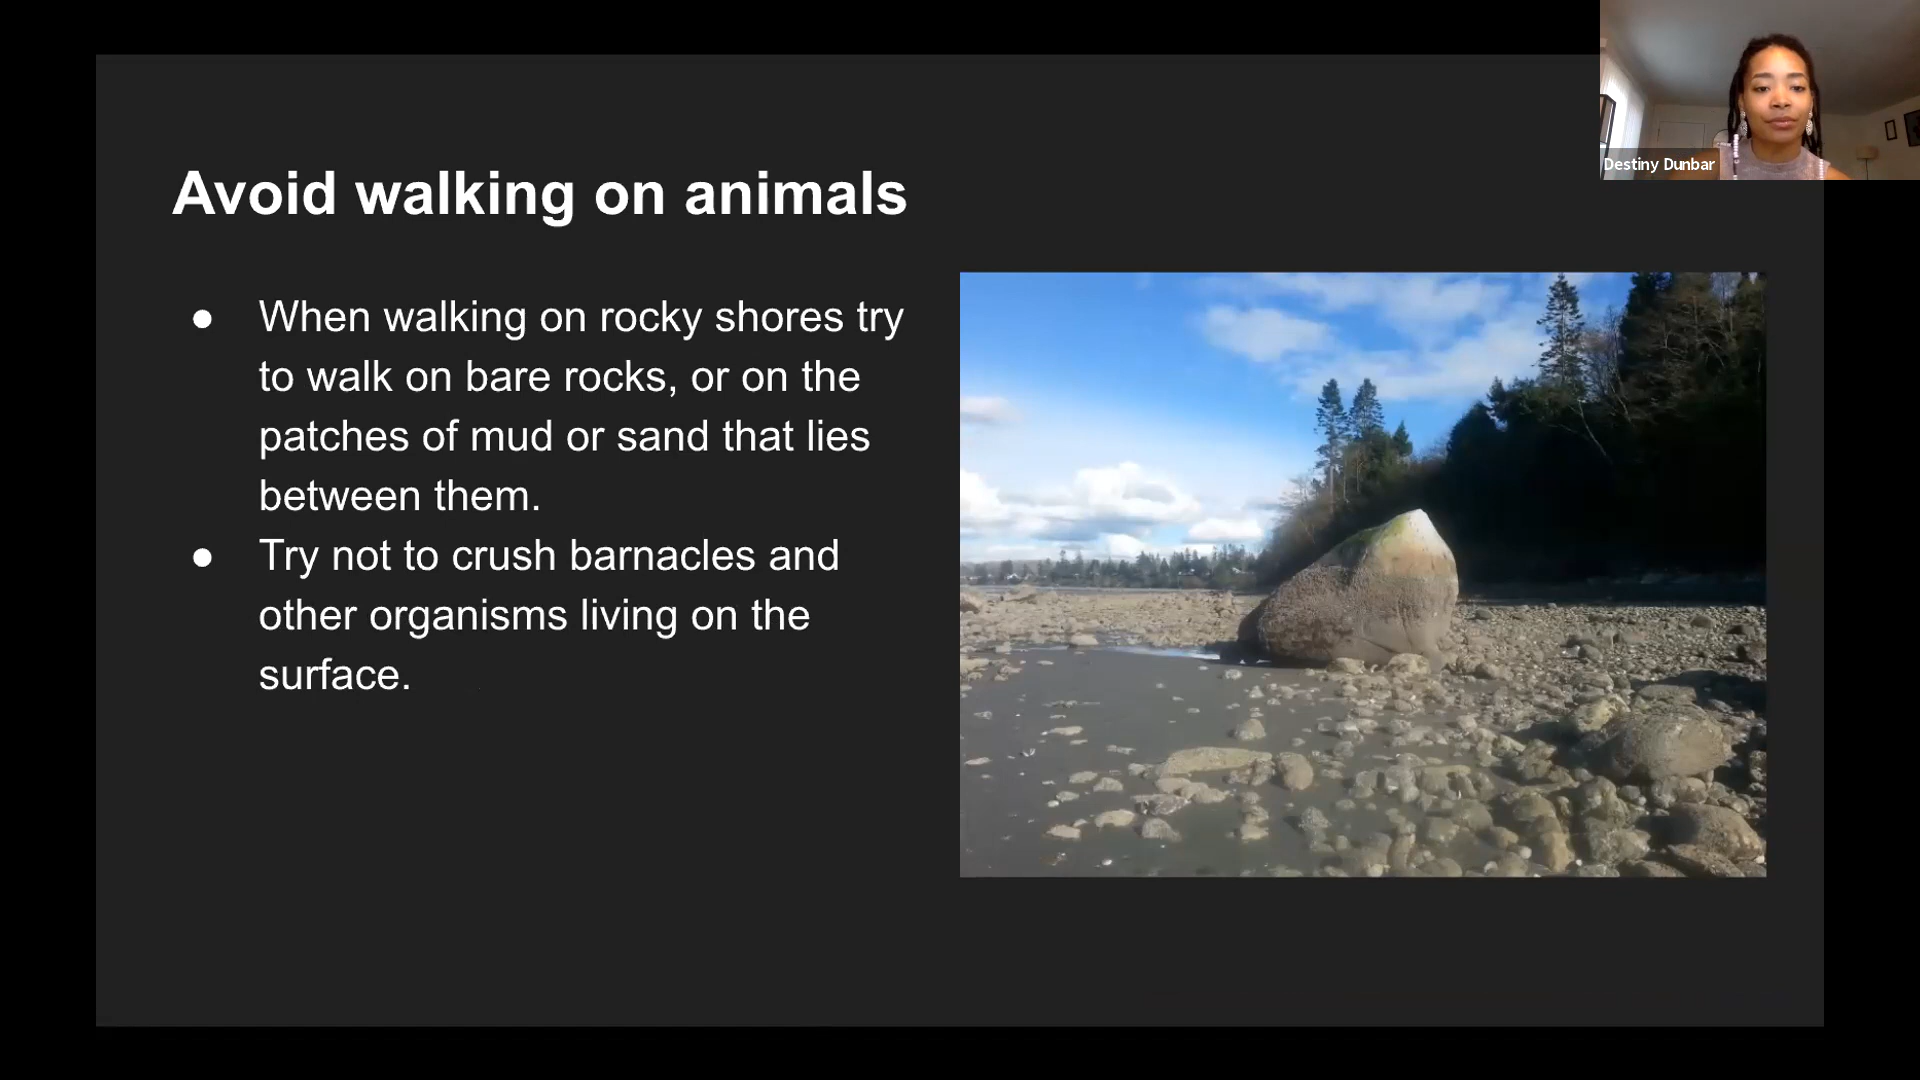 Destiny Dunbar
Avoid walking on animals
● When walking on rocky shores try
to walk on bare rocks, or on the
patches of mud or sand that lies
between them.
● Try not to crush barnacles and
other organisms living on the
surface.